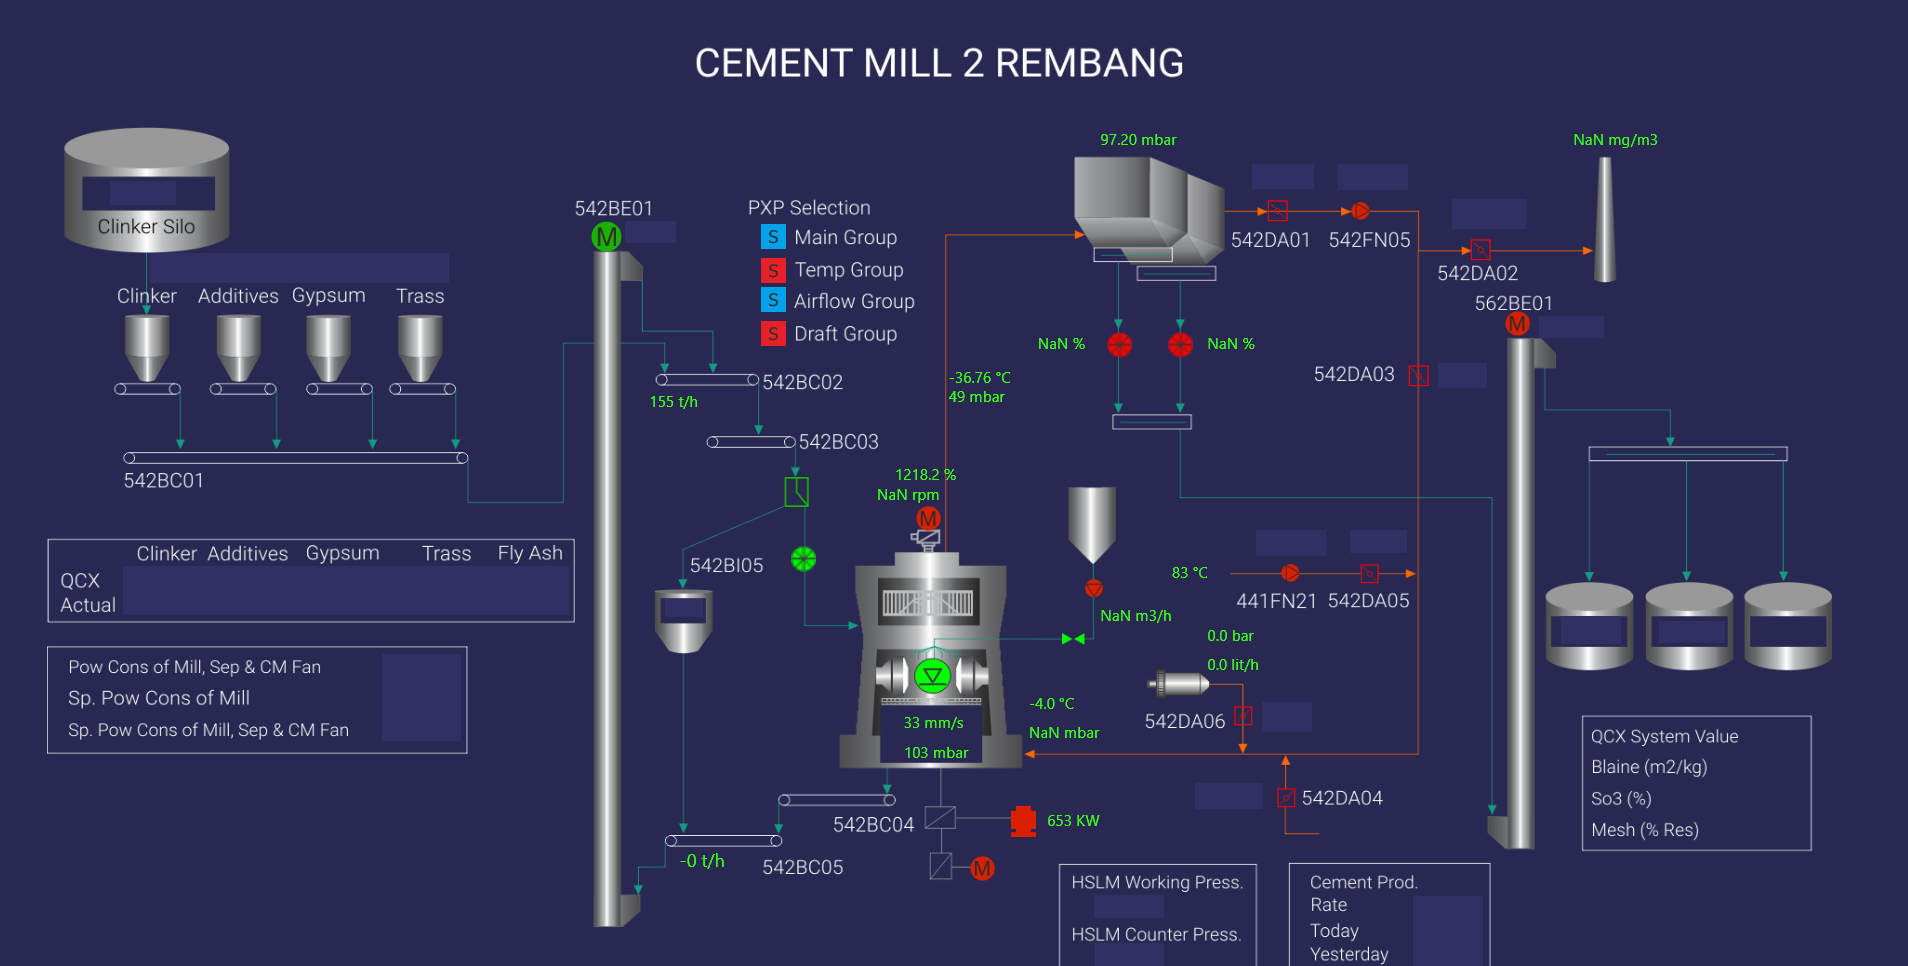 CEMENT MILL 2 REMBANG
97.20 mbar
NaN mg/m3
Clinker Silo
542BE01
M
PXP Selection
S Main Group
S Temp Group
S Airflow Group
S Draft Group
542DA01
542FN05
542DA02
562BE01
M
Clinker
Additives
Gypsum
Trass
NaN %
NaN %
542DA03
542BC02
155 t/h
-36.76 °C
49 mbar
542BC03
542BC01
1218.2 %
NaN rpm
M
Clinker Additives Gypsum Trass Fly Ash
QCX
Actual
542BI05
83 °C
441FN21
542DA05
NaN m3/h
0.0 bar
0.0 lit/h
Pow Cons of Mill, Sep & CM Fan
Sp. Pow Cons of Mill
Sp. Pow Cons of Mill, Sep & CM Fan
-4.0 °C
NaN mbar
542DA06
33 mm/s
103 mbar
QCX System Value
Blaine (m2/kg)
So3 (%)
Mesh (% Res)
542DA04
542BC04
653 KW
-0 t/h
542BC05
M
HSLM Working Press.
HSLM Counter Press.
Cement Prod.
Rate
Today
Yesterday